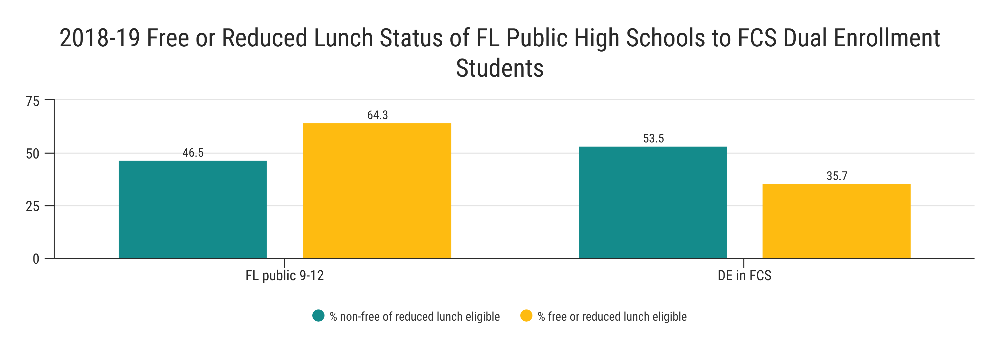 2018-19 Free or Reduced Lunch Status of FL Public High Schools to FCS Dual Enrollment
Students
75
50
25
0
46.5
64.3
53.5
35.7
FL public 9-12
DE in FCS
% non-free of reduced lunch eligible
% free or reduced lunch eligible